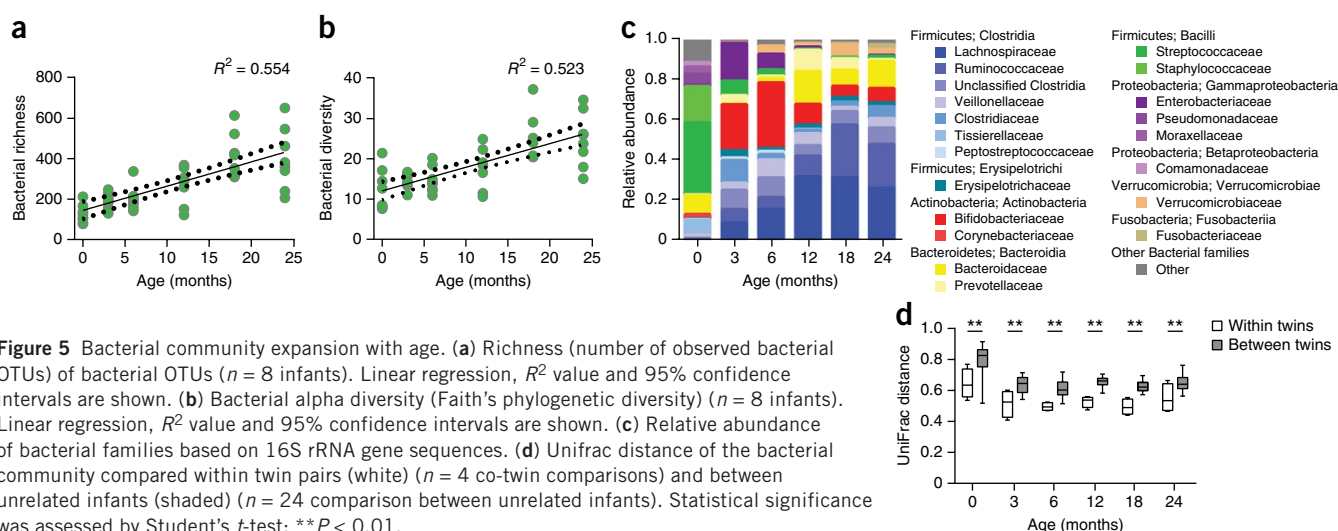 a
R² = 0.554
Bacterial richness
800
600
400
200
0
0 5 10 15 20 25
Age (months)
b
R² = 0.523
Bacterial diversity
40
30
20
10
0
0 5 10 15 20 25
Age (months)
c
Relative abundance
1.0
0.8
0.6
0.4
0.2
0
0 3 6 12 18 24
Age (months)
Firmicutes; Clostridia
Lachnospiraceae
Ruminococcaceae
Unclassified Clostridia
Veillonellaceae
Clostridiaceae
Tissierellaceae
Peptostreptococcaceae
Firmicutes; Erysipelotrichi
Erysipelotrichaceae
Actinobacteria; Actinobacteria
Bifidobacteriaceae
Corynebacteriaceae
Bacteroidetes; Bacteroidia
Bacteroidaceae
Prevotellaceae
Firmicutes; Bacilli
Streptococcaceae
Staphylococcaceae
Proteobacteria; Gammaproteobacteria
Enterobacteriaceae
Pseudomonadaceae
Moraxellaceae
Proteobacteria; Betaproteobacteria
Comamonadaceae
Verrucomicrobia; Verrucomicrobiae
Verrucomicrobiaceae
Fusobacteria; Fusobacteriia
Fusobacteriaceae
Other Bacterial families
Other
d
UniFrac distance
1.0
0.8
0.6
0.4
0.2
0
** ** ** ** ** **
0 3 6 12 18 24
Age (months)
Within twins
Between twins
Figure 5 Bacterial community expansion with age. (a) Richness (number of observed bacterial
OTUs) of bacterial OTUs (n = 8 infants). Linear regression, R² value and 95% confidence
intervals are shown. (b) Bacterial alpha diversity (Faith's phylogenetic diversity) (n = 8 infants).
Linear regression, R² value and 95% confidence intervals are shown. (c) Relative abundance
of bacterial families based on 16S rRNA gene sequences. (d) Unifrac distance of the bacterial
community compared within twin pairs (white) (n = 4 co-twin comparisons) and between
unrelated infants (shaded) (n = 24 comparison between unrelated infants). Statistical significance
was assessed by Student's t-test; **P < 0.01.